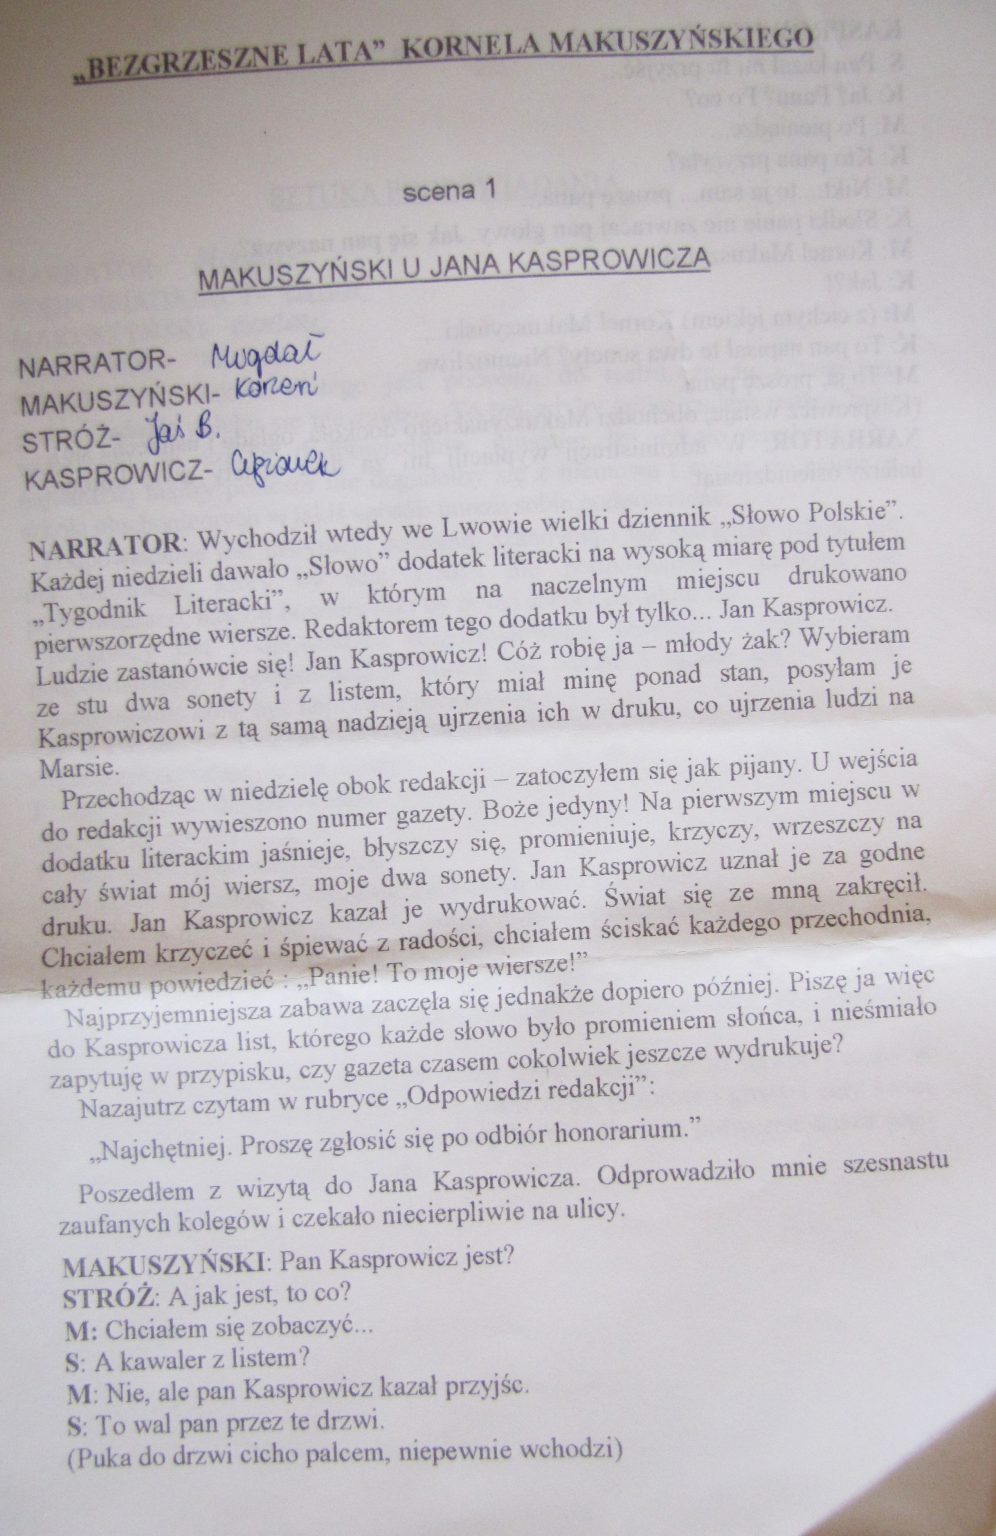 „BEZGRZESZNE LATA” KORNELA MAKUSZYŃSKIEGO
scena 1
MAKUSZYŃSKI U JANA KASPROWICZA
NARRATOR- Mugdał
MAKUSZYŃSKI- Korzeń
STRÓŻ- Jaś B.
KASPROWICZ-
NARRATOR: Wychodził wtedy we Lwowie wielki dziennik „Słowo Polskie”.
Każdej niedzieli dawało „Słowo” dodatek literacki na wysoką miarę pod tytułem
„Tygodnik Literacki”, w którym na naczelnym miejscu drukowano
pierwszorzędne wiersze. Redaktorem tego dodatku był tylko... Jan Kasprowicz.
Ludzie zastanówcie się! Jan Kasprowicz! Cóż robię ja – młody żak? Wybieram
ze stu dwa sonety i z listem, który miał minę ponad stan, posyłam je
Kasprowiczowi z tą samą nadzieją ujrzenia ich w druku, co ujrzenia ludzi na
Marsie.
Przechodząc w niedzielę obok redakcji – zatoczyłem się jak pijany. U wejścia
do redakcji wywieszono numer gazety. Boże jedyny! Na pierwszym miejscu w
dodatku literackim jaśnieje, błyszczy się, promieniuje, krzyczy, wrzeszczy na
cały świat mój wiersz, moje dwa sonety. Jan Kasprowicz uznał je za godne
druku. Jan Kasprowicz kazał je wydrukować. Świat się ze mną zakręcił.
Chciałem krzyczeć i śpiewać z radości, chciałem ściskać każdego przechodnia,
każdemu powiedzieć : „Panie! To moje wiersze!”
Najprzyjemniejsza zabawa zaczęła się jednakże dopiero później. Piszę ja więc
do Kasprowicza list, którego każde słowo było promieniem słońca, i nieśmiało
zapytuję w przypisku, czy gazeta czasem cokolwiek jeszcze wydrukuje?
Nazajutrz czytam w rubryce „Odpowiedzi redakcji”:
„Najchętniej. Proszę zgłosić się po odbiór honorarium.”
Poszedłem z wizytą do Jana Kasprowicza. Odprowadziło mnie szesnastu
zaufanych kolegów i czekało niecierpliwie na ulicy.
MAKUSZYŃSKI: Pan Kasprowicz jest?
STRÓŻ: A jak jest, to co?
M: Chciałem się zobaczyć...
S: A kawaler z listem?
M: Nie, ale pan Kasprowicz kazał przyjśc.
S: To wal pan przez te drzwi.
(Puka do drzwi cicho palcem, niepewnie wchodzi)